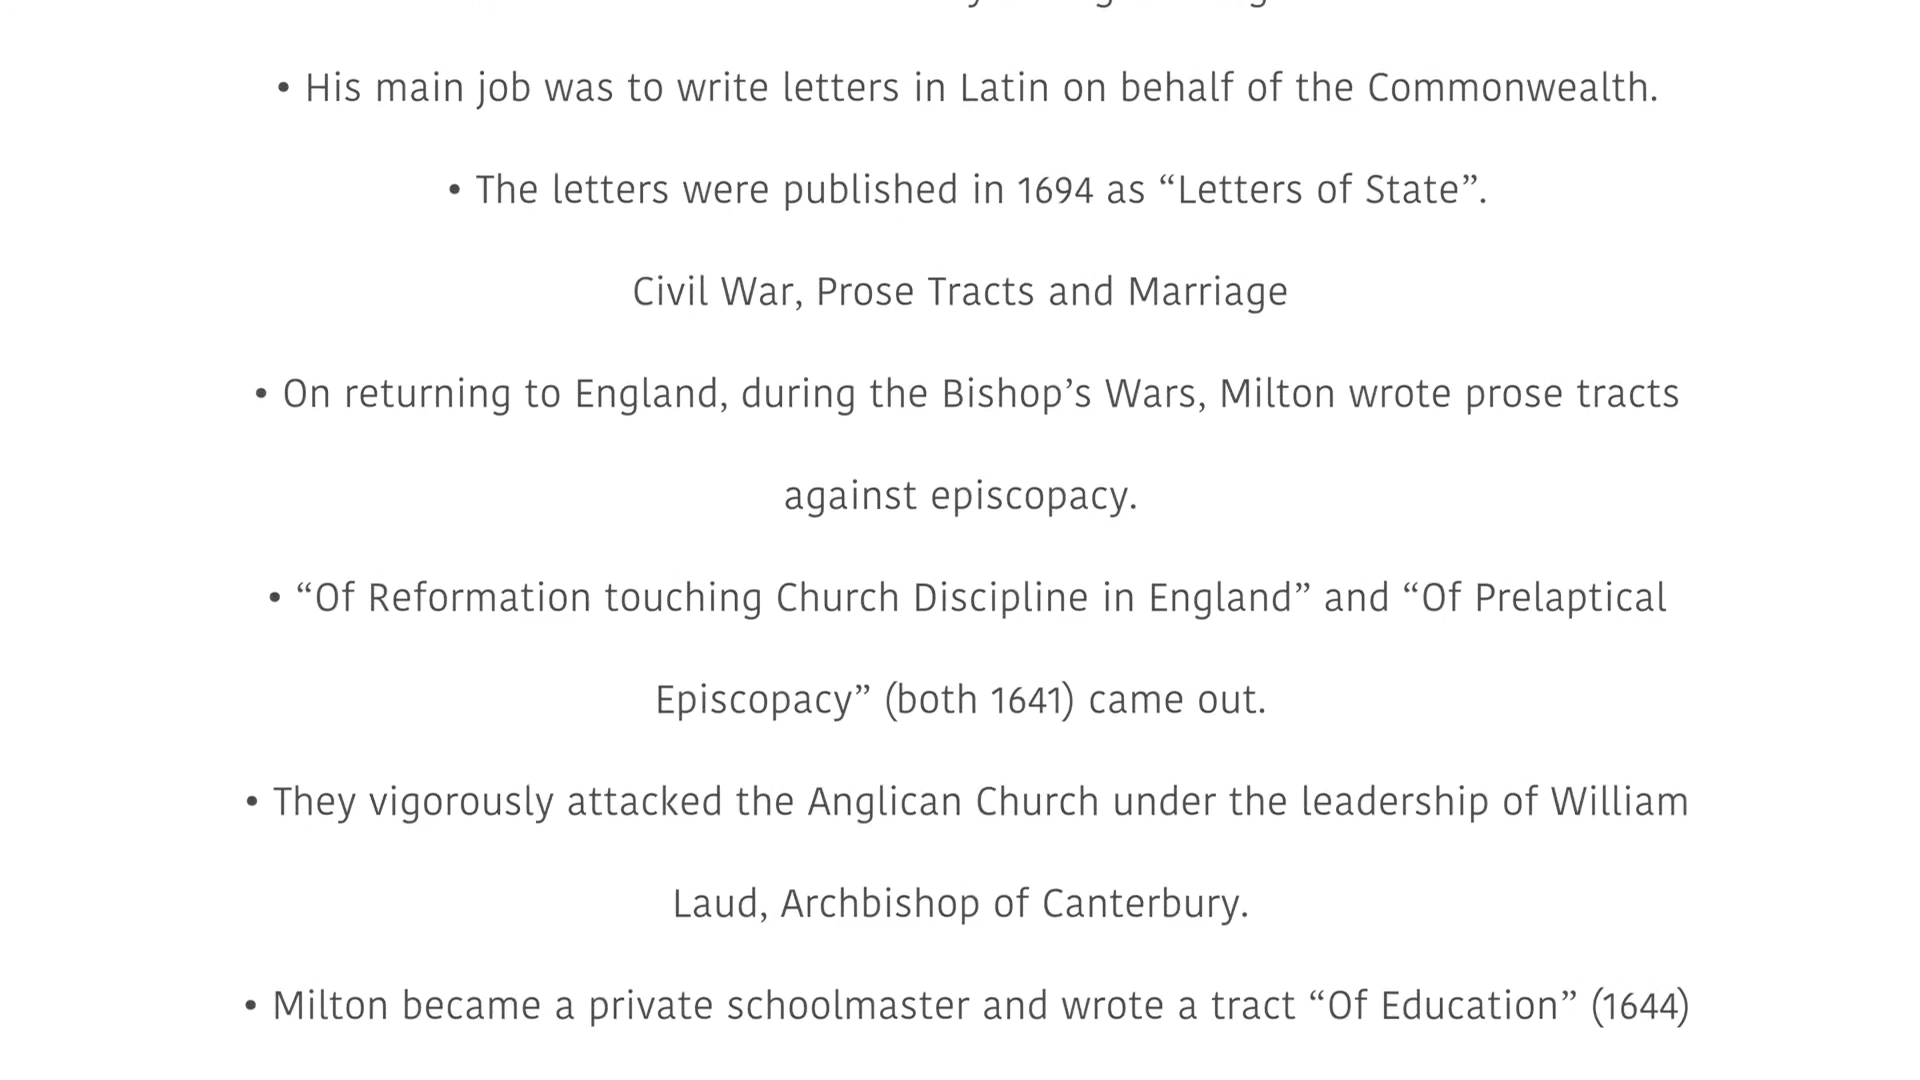 • His main job was to write letters in Latin on behalf of the Commonwealth.
• The letters were published in 1694 as “Letters of State”.
Civil War, Prose Tracts and Marriage
• On returning to England, during the Bishop’s Wars, Milton wrote prose tracts
against episcopacy.
• “Of Reformation touching Church Discipline in England” and “Of Prelaptical
Episcopacy” (both 1641) came out.
• They vigorously attacked the Anglican Church under the leadership of William
Laud, Archbishop of Canterbury.
• Milton became a private schoolmaster and wrote a tract “Of Education” (1644)